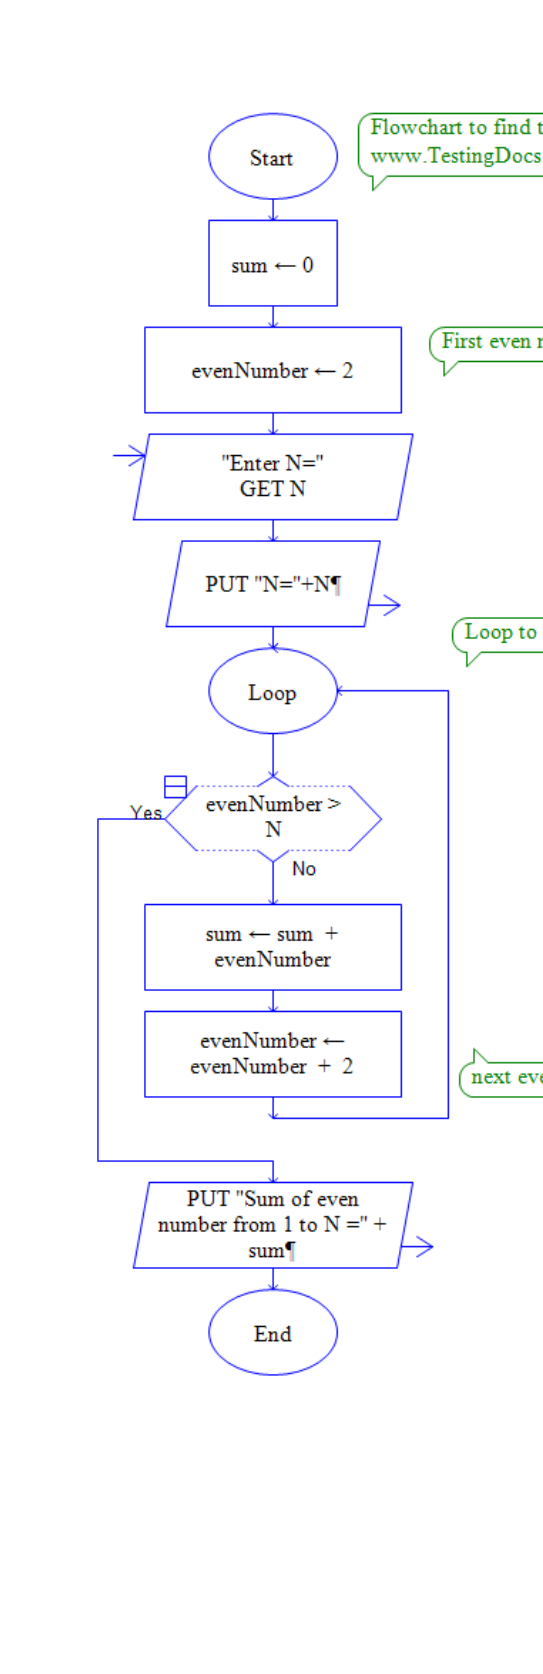 Start
Flowchart to find
www.TestingDocs
sum ← 0
evenNumber ← 2
First even
"Enter N="
GET N
PUT "N="+N¶
Loop to
Loop
evenNumber >
N
Yes
No
sum ← sum + 
evenNumber
evenNumber ←
evenNumber + 2
next
PUT "Sum of even
number from 1 to N =" +
sum¶
End